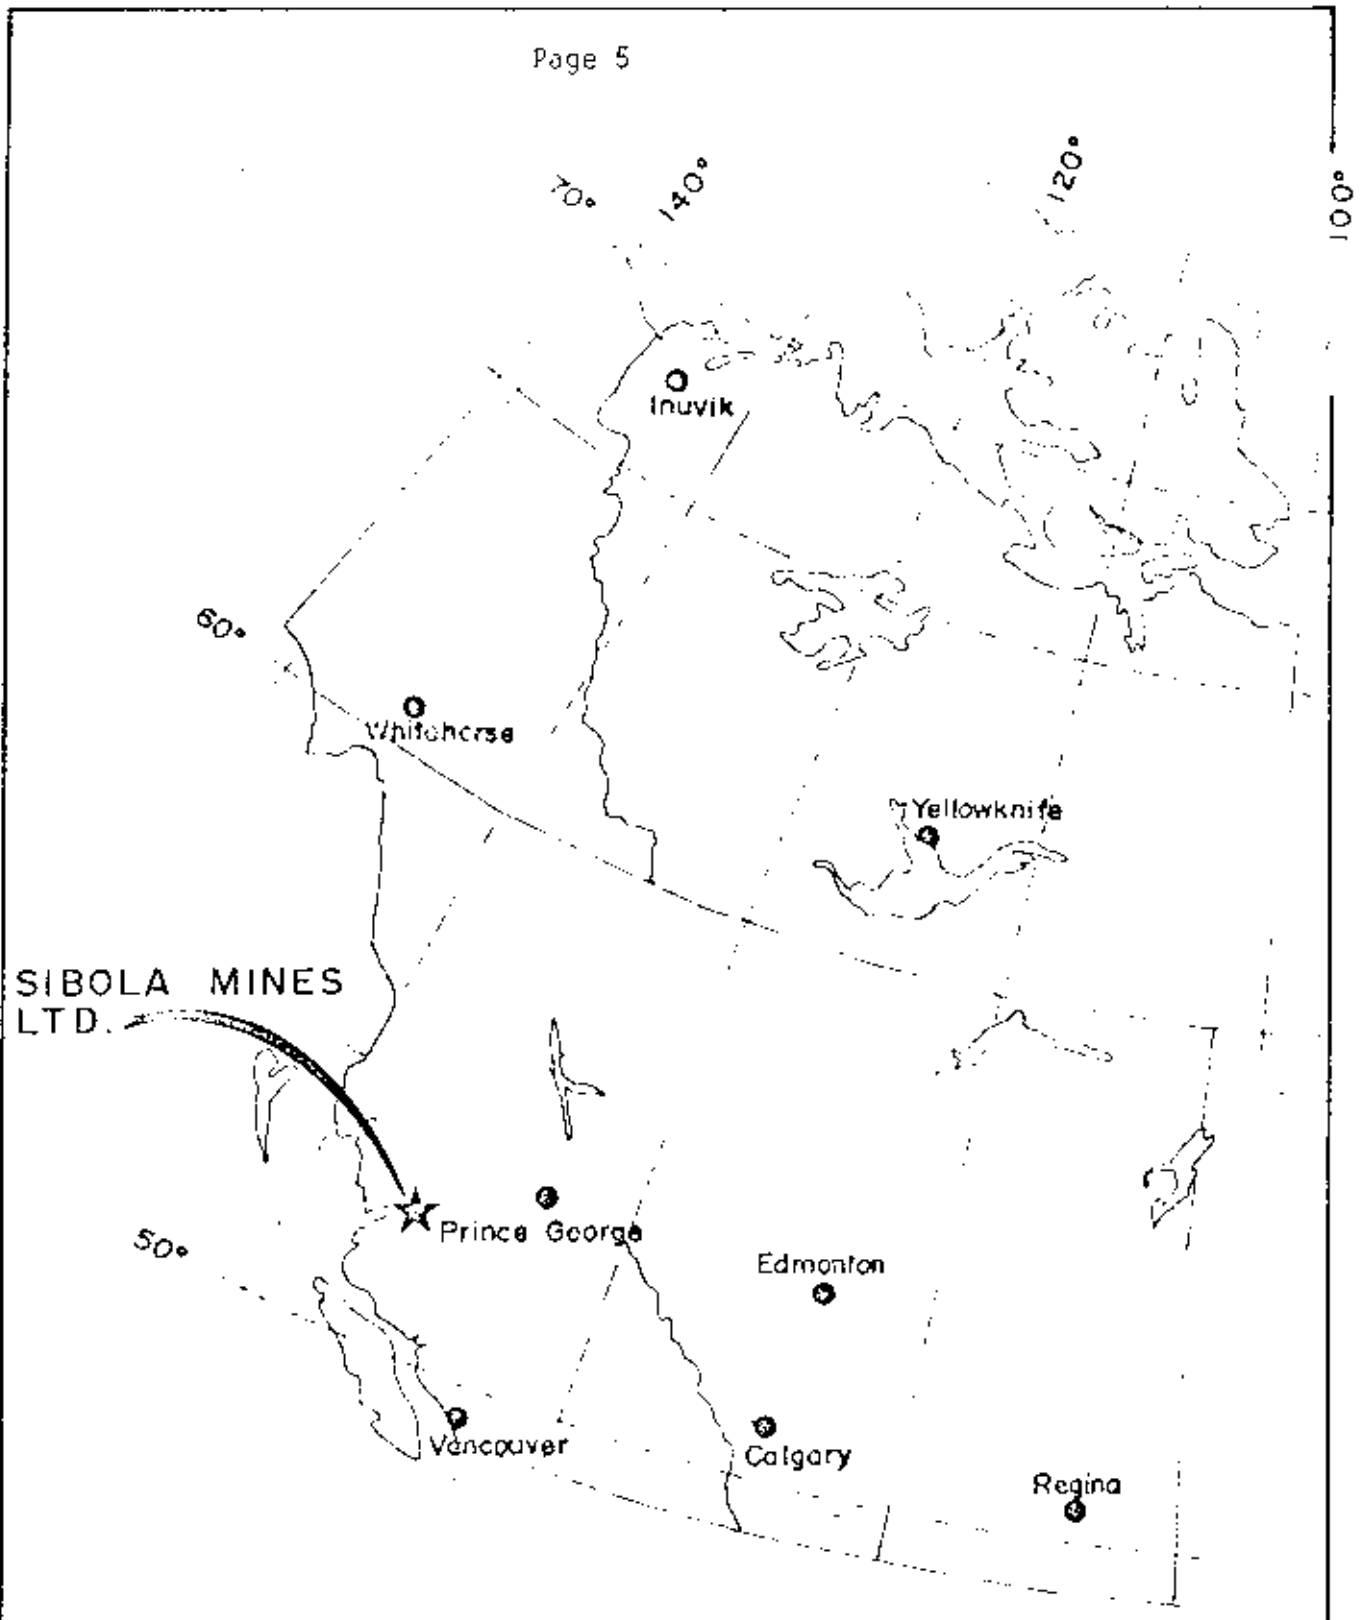 Page 5
70°
140°
120°
100°
Inuvik
60°
Whitehorse
Yellowknife
SIBOLA MINES
LTD.
Prince George
50°
Edmonton
Vancouver
Calgary
Regina